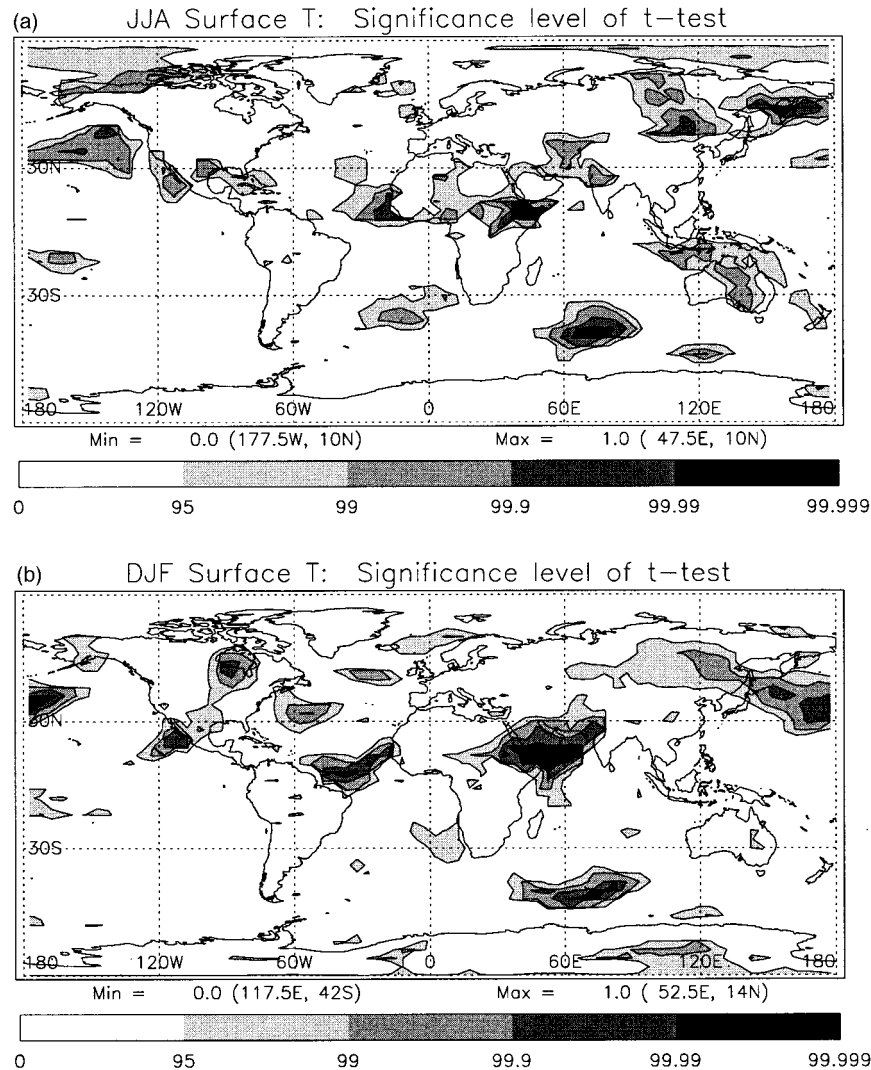 (a) JJA Surface T: Significance level of t-test
30N
30S
180 120W 60W 0 60E 120E 180
Min = 0.0 (177.5W, 10N) Max = 1.0 ( 47.5E, 10N)
0 95 99 99.9 99.99 99.999
(b) DJF Surface T: Significance level of t-test
30N
30S
180 120W 60W 0 60E 120E 180
Min = 0.0 (117.5E, 42S) Max = 1.0 ( 52.5E, 14N)
0 95 99 99.9 99.99 99.999